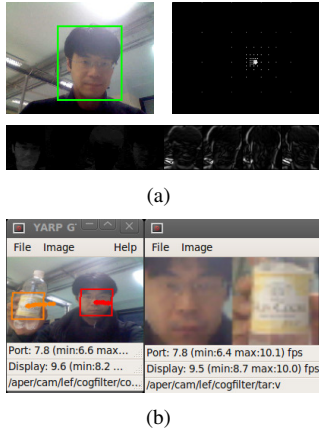 (a)
YARP G
File Image Help
File Image
Port: 7.8 (min:6.6 max...
Display: 9.6 (min:8.2 ...
/aper/cam/lef/cogfilter/co...
Port: 7.8 (min:6.4 max:10.1) fps
Display: 9.5 (min:8.7 max:10.0) fps
/aper/cam/lef/cogfilter/tar:v
(b)